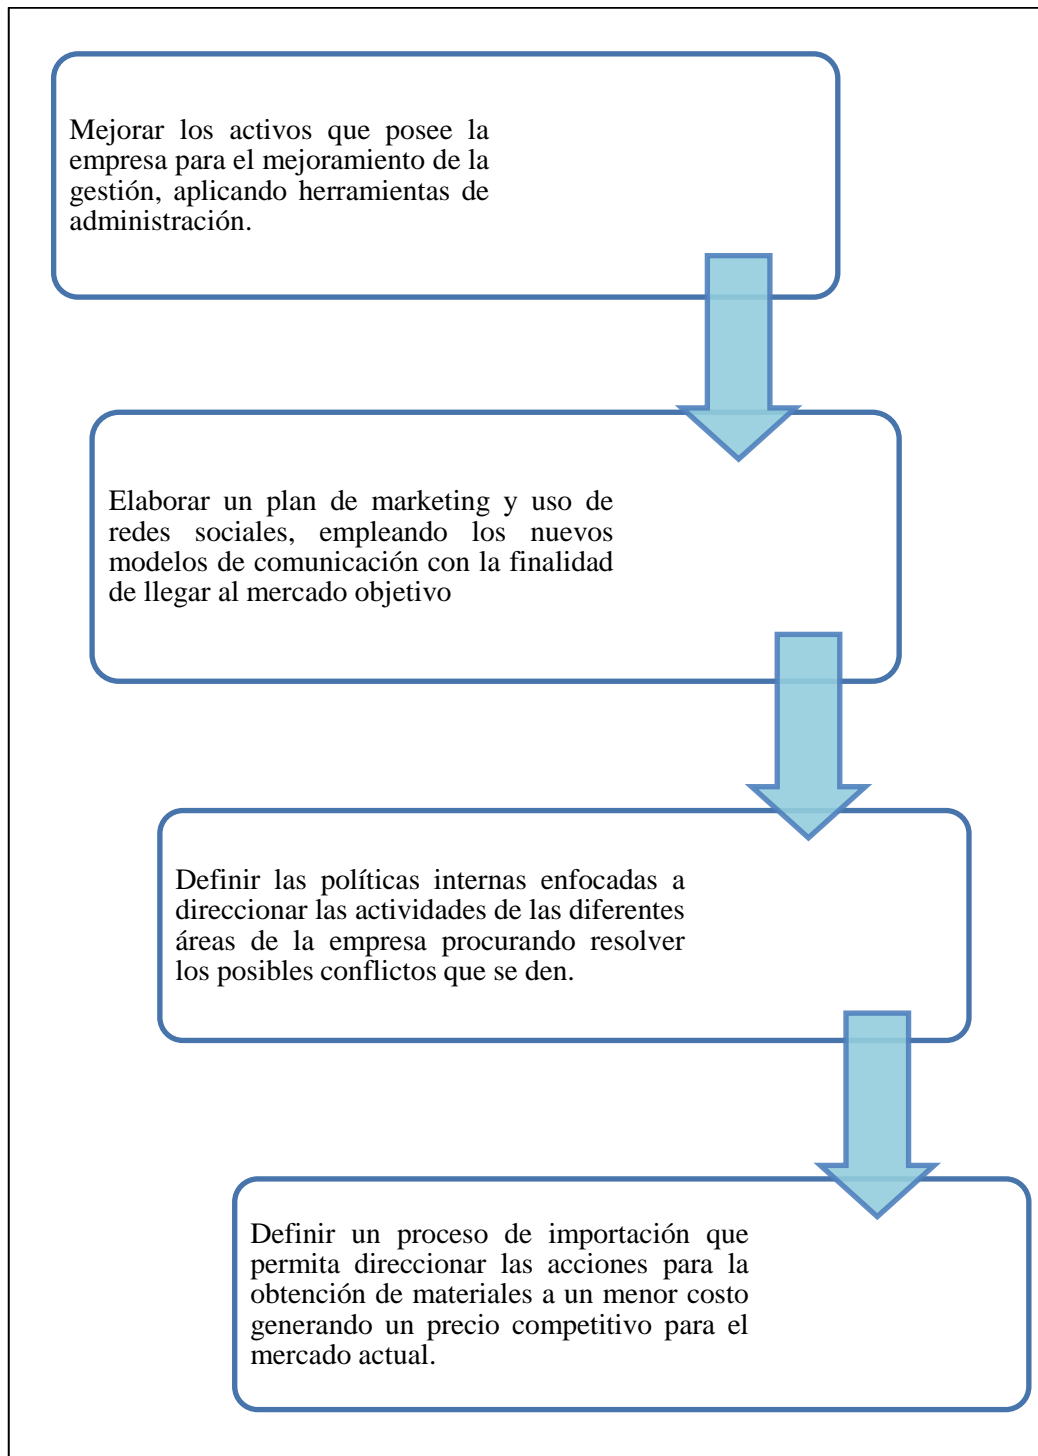 Mejorar los activos que posee la
empresa para el mejoramiento de la
gestión, aplicando herramientas de
administración.
Elaborar un plan de marketing y uso de
redes sociales, empleando los nuevos
modelos de comunicación con la finalidad
de llegar al mercado objetivo
Definir las políticas internas enfocadas a
direccionar las actividades de las diferentes
áreas de la empresa procurando resolver
los posibles conflictos que se den.
Definir un proceso de importación que
permita direccionar las acciones para la
obtención de materiales a un menor costo
generando un precio competitivo para el
mercado actual.